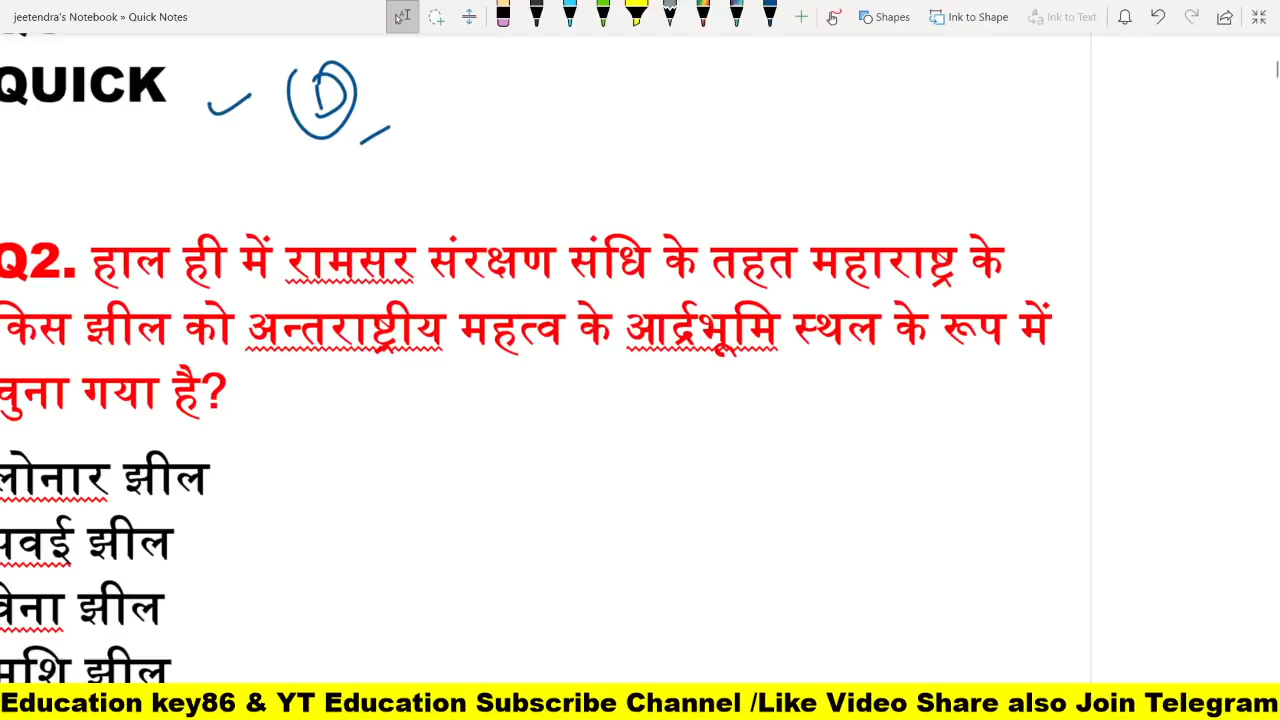 jeetendra's Notebook » Quick Notes
Shapes
Ink to Shape
Ink to Text
QUICK
D
Q2. हाल ही में रामसर संरक्षण संधि के तहत महाराष्ट्र के
किस झील को अन्तराष्ट्रीय महत्व के आर्द्रभूमि स्थल के रूप में
चुना गया है?
लोनार झील
पवई झील
वेना झील
झील
Education key86 & YT Education Subscribe Channel /Like Video Share also Join Telegram